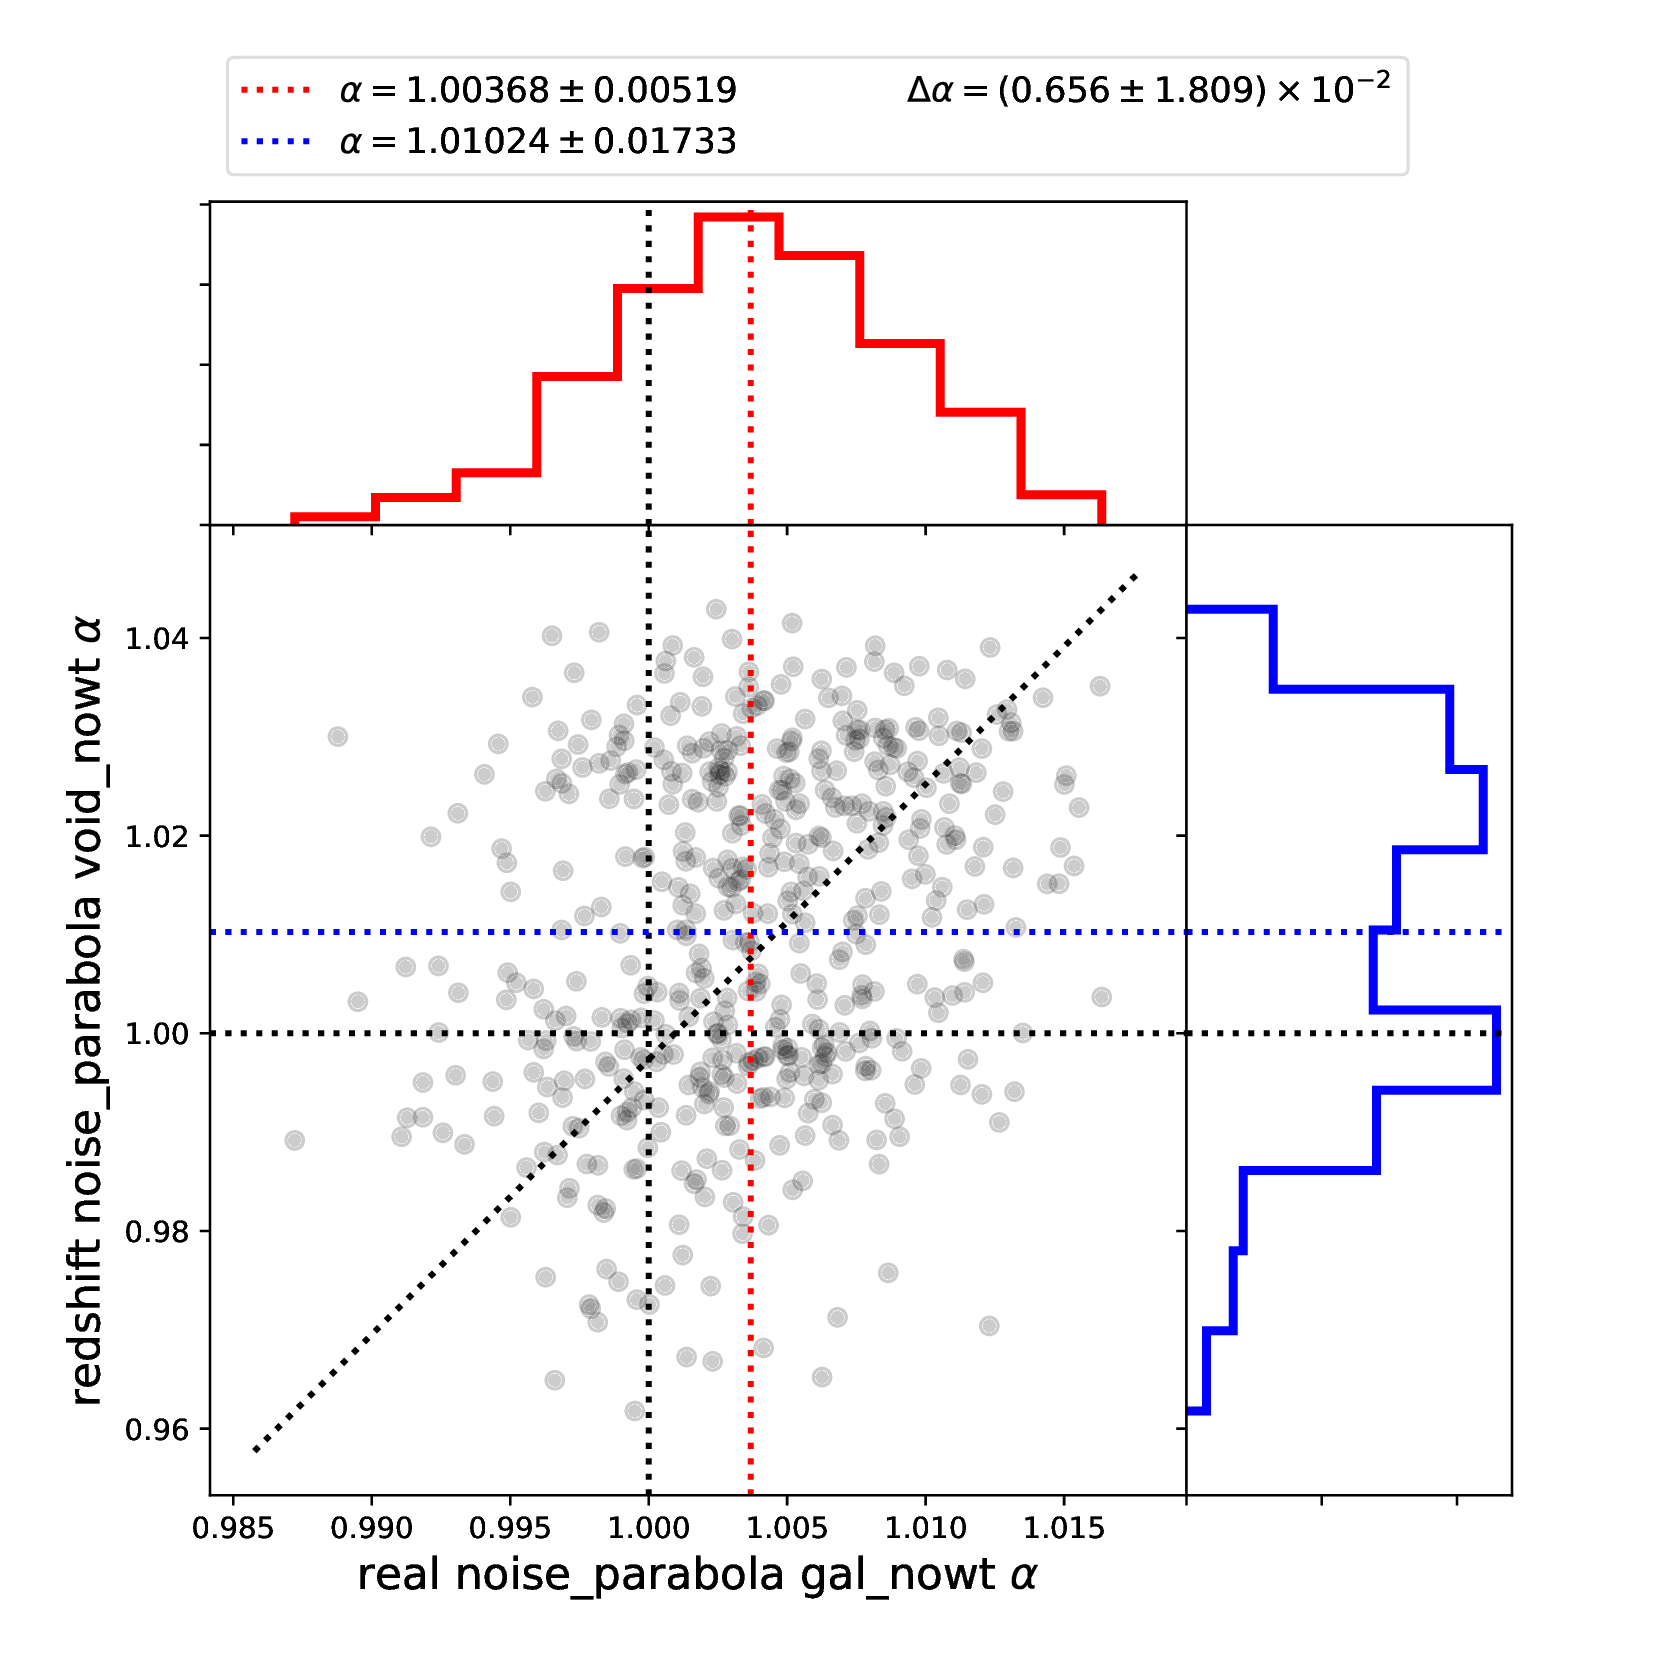 α = 1.00368 ± 0.00519
Δα = (0.656 ± 1.809) × 10⁻²
α = 1.01024 ± 0.01733
redshift noise_parabola void_nowt α
1.04
1.02
1.00
0.98
0.96
0.985 0.990 0.995 1.000 1.005 1.010 1.015
real noise_parabola gal_nowt α